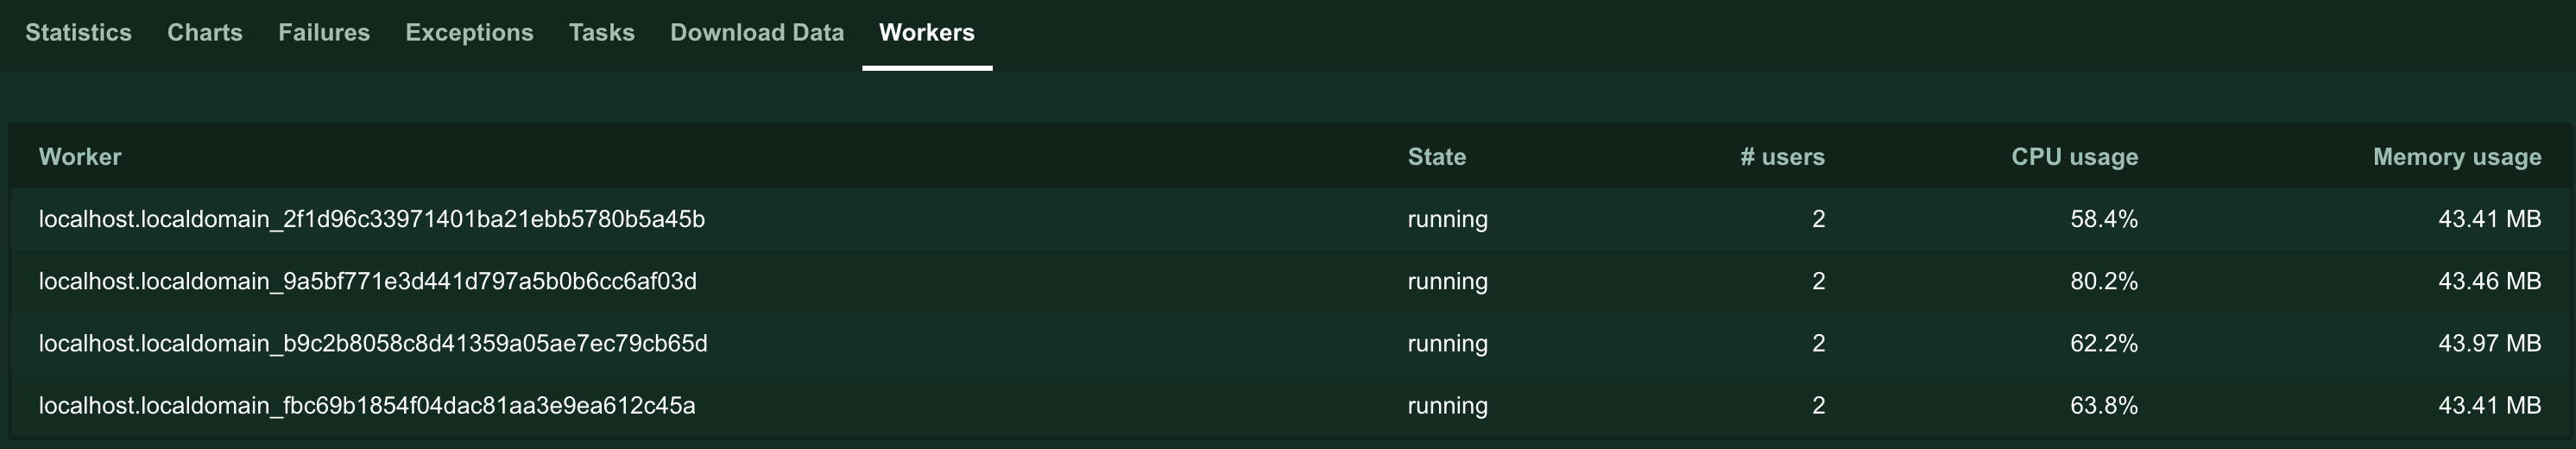 Statistics Charts Failures Exceptions Tasks Download Data Workers
Worker State # users CPU usage Memory usage
localhost.localdomain_2f1d96c33971401ba21ebb5780b5a45b running 2 58.4% 43.41 MB
localhost.localdomain_9a5bf771e3d441d797a5b0b6cc6af03d running 2 80.2% 43.46 MB
localhost.localdomain_b9c2b8058c8d41359a05ae7ec79cb65d running 2 62.2% 43.97 MB
localhost.localdomain_fbc69b1854f04dac81aa3e9ea612c45a running 2 63.8% 43.41 MB